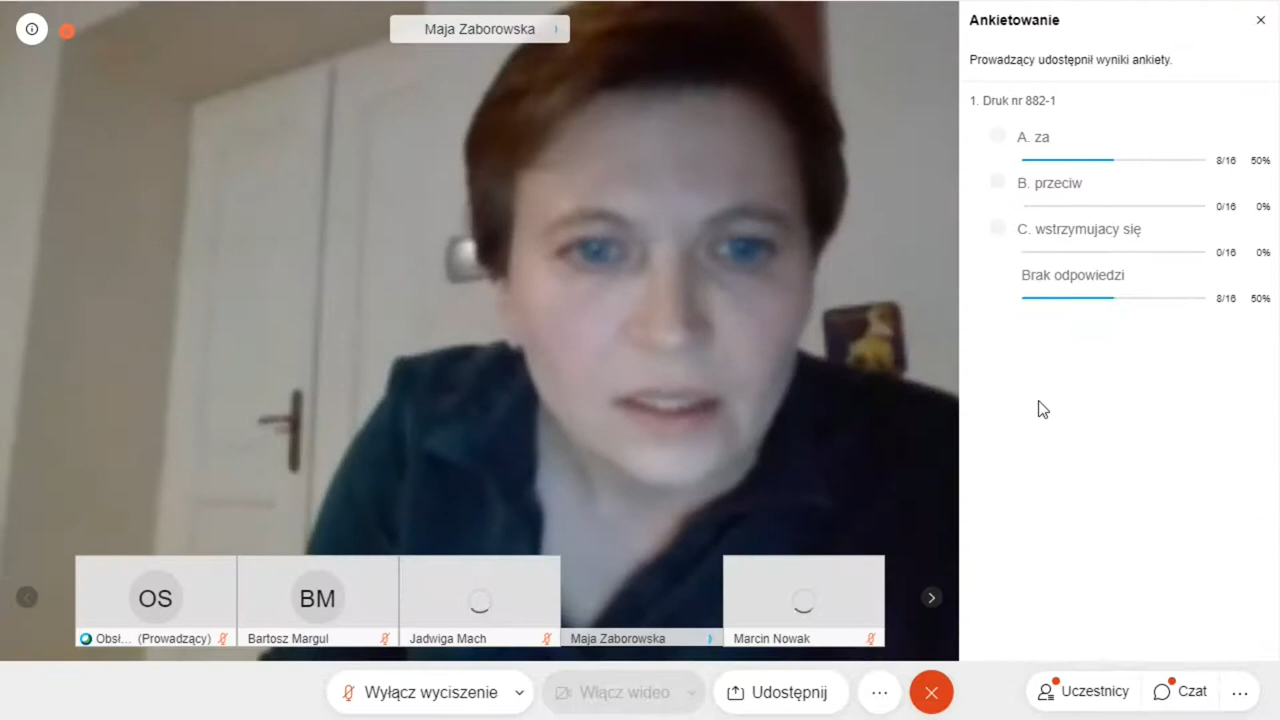 Maja Zaborowska
Ankietowanie
Prowadzący udostępnił wyniki ankiety.
1. Druk nr 882-1
A. za
8/16 50%
B. przeciw
0/16 0%
C. wstrzymujacy się
0/16 0%
Brak odpowiedzi
8/16 50%
OS
BM
Obsł... (Prowadzący)
Bartosz Margul
Jadwiga Mach
Maja Zaborowska
Marcin Nowak
Wyłącz wyciszenie
Włącz wideo
Udostępnij
Uczestnicy
Czat